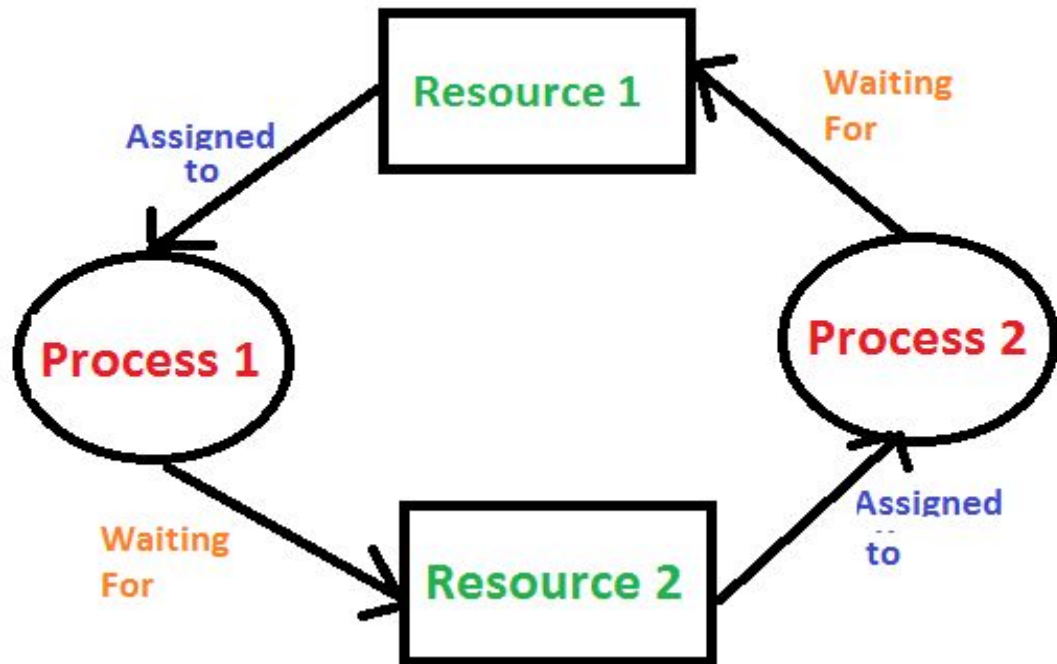 Resource 1
Waiting
For
Assigned
to
Process 1
Process 2
Waiting
For
Resource 2
Assigned
to